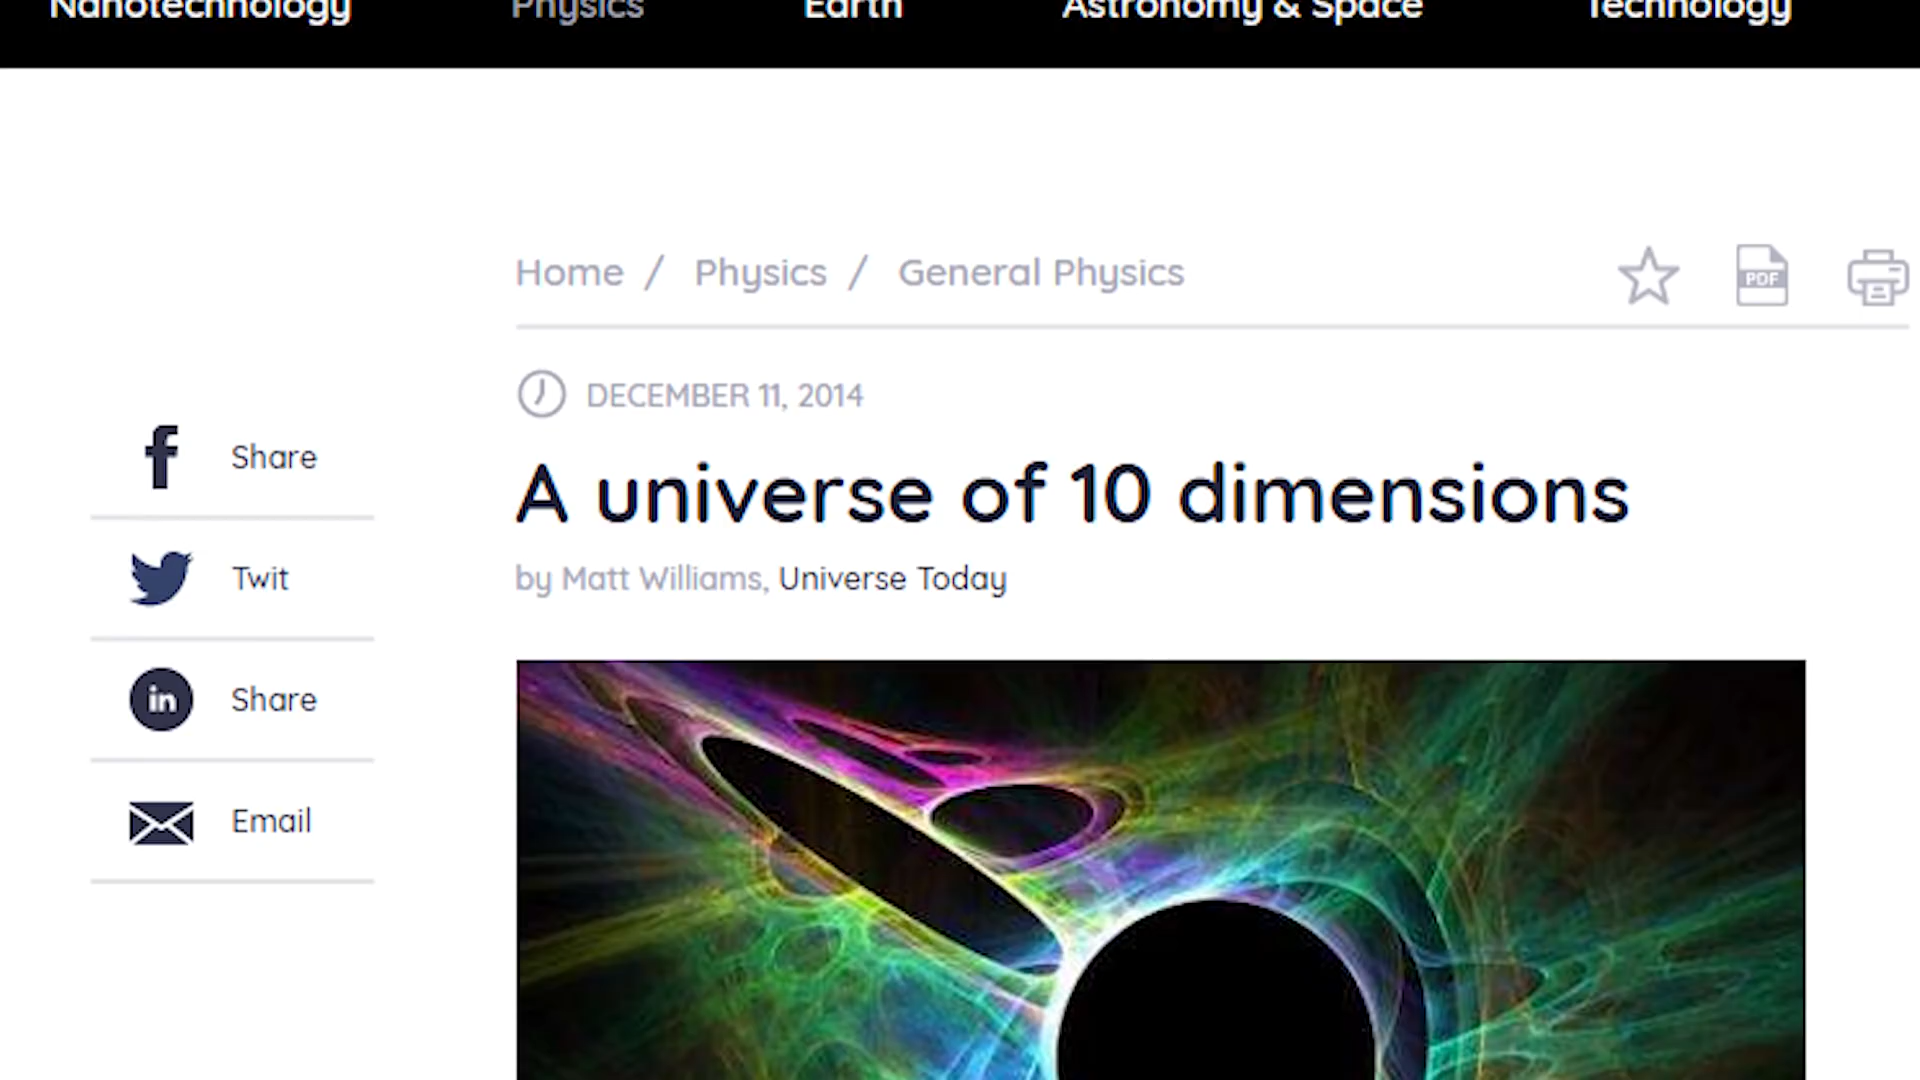 Nanotechnology Physics Earth Astronomy & Space Technology
Home / Physics / General Physics
PDF
DECEMBER 11, 2014
A universe of 10 dimensions
by Matt Williams, Universe Today
f Share
Twit
in Share
Email